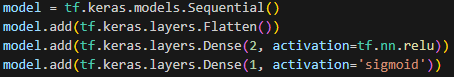 model = tf.keras.models.Sequential()
model.add(tf.keras.layers.Flatten())
model.add(tf.keras.layers.Dense(2, activation=tf.nn.relu))
model.add(tf.keras.layers.Dense(1, activation='sigmoid'))